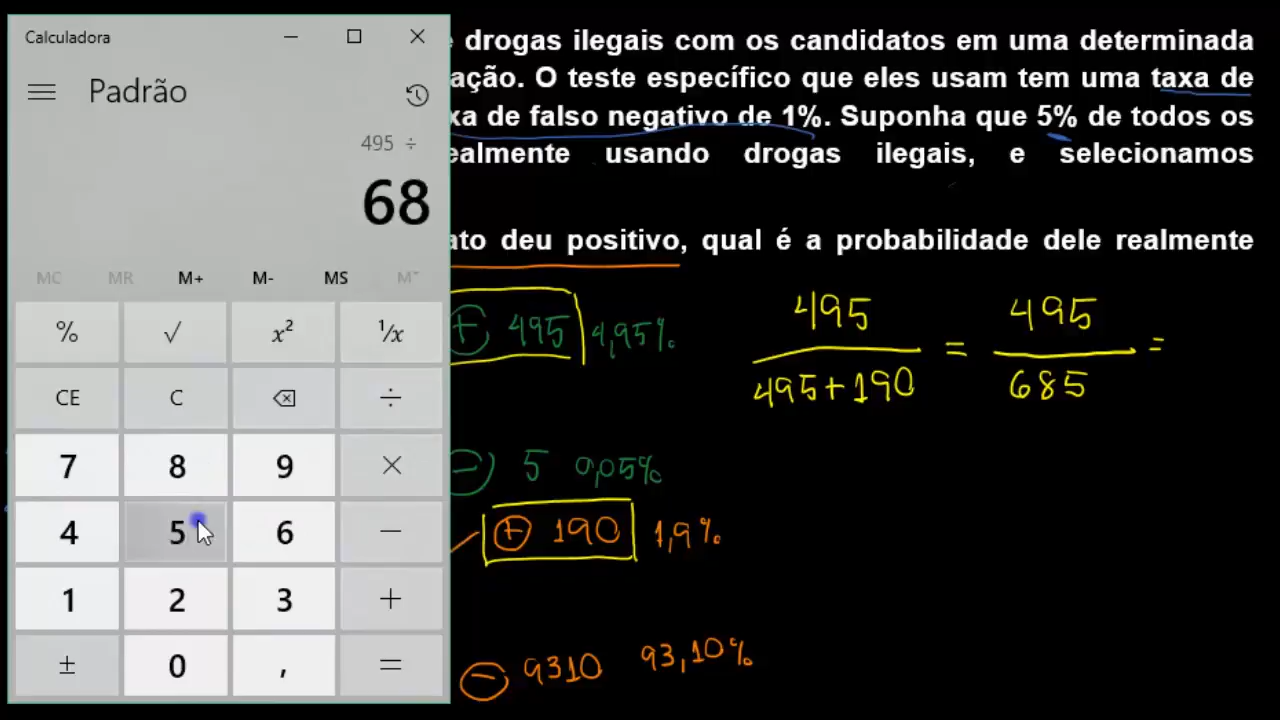 Calculadora
Padrão
495 ÷
68
MC MR M+ M- MS M˅
% √ x² ¹/x
CE C ÷
7 8 9 ×
4 5 6 −
1 2 3 +
± 0 , =
drogas ilegais com os candidatos em uma determinada
ação. O teste específico que eles usam tem uma taxa de
xa de falso negativo de 1%. Suponha que 5% de todos os
ealmente usando drogas ilegais, e selecionamos
ato deu positivo, qual é a probabilidade dele realmente
+ 495 4,95%
495 / 495+190 = 495 / 685 =
− 5 0,05%
+ 190 1,9%
− 9310 93,10%